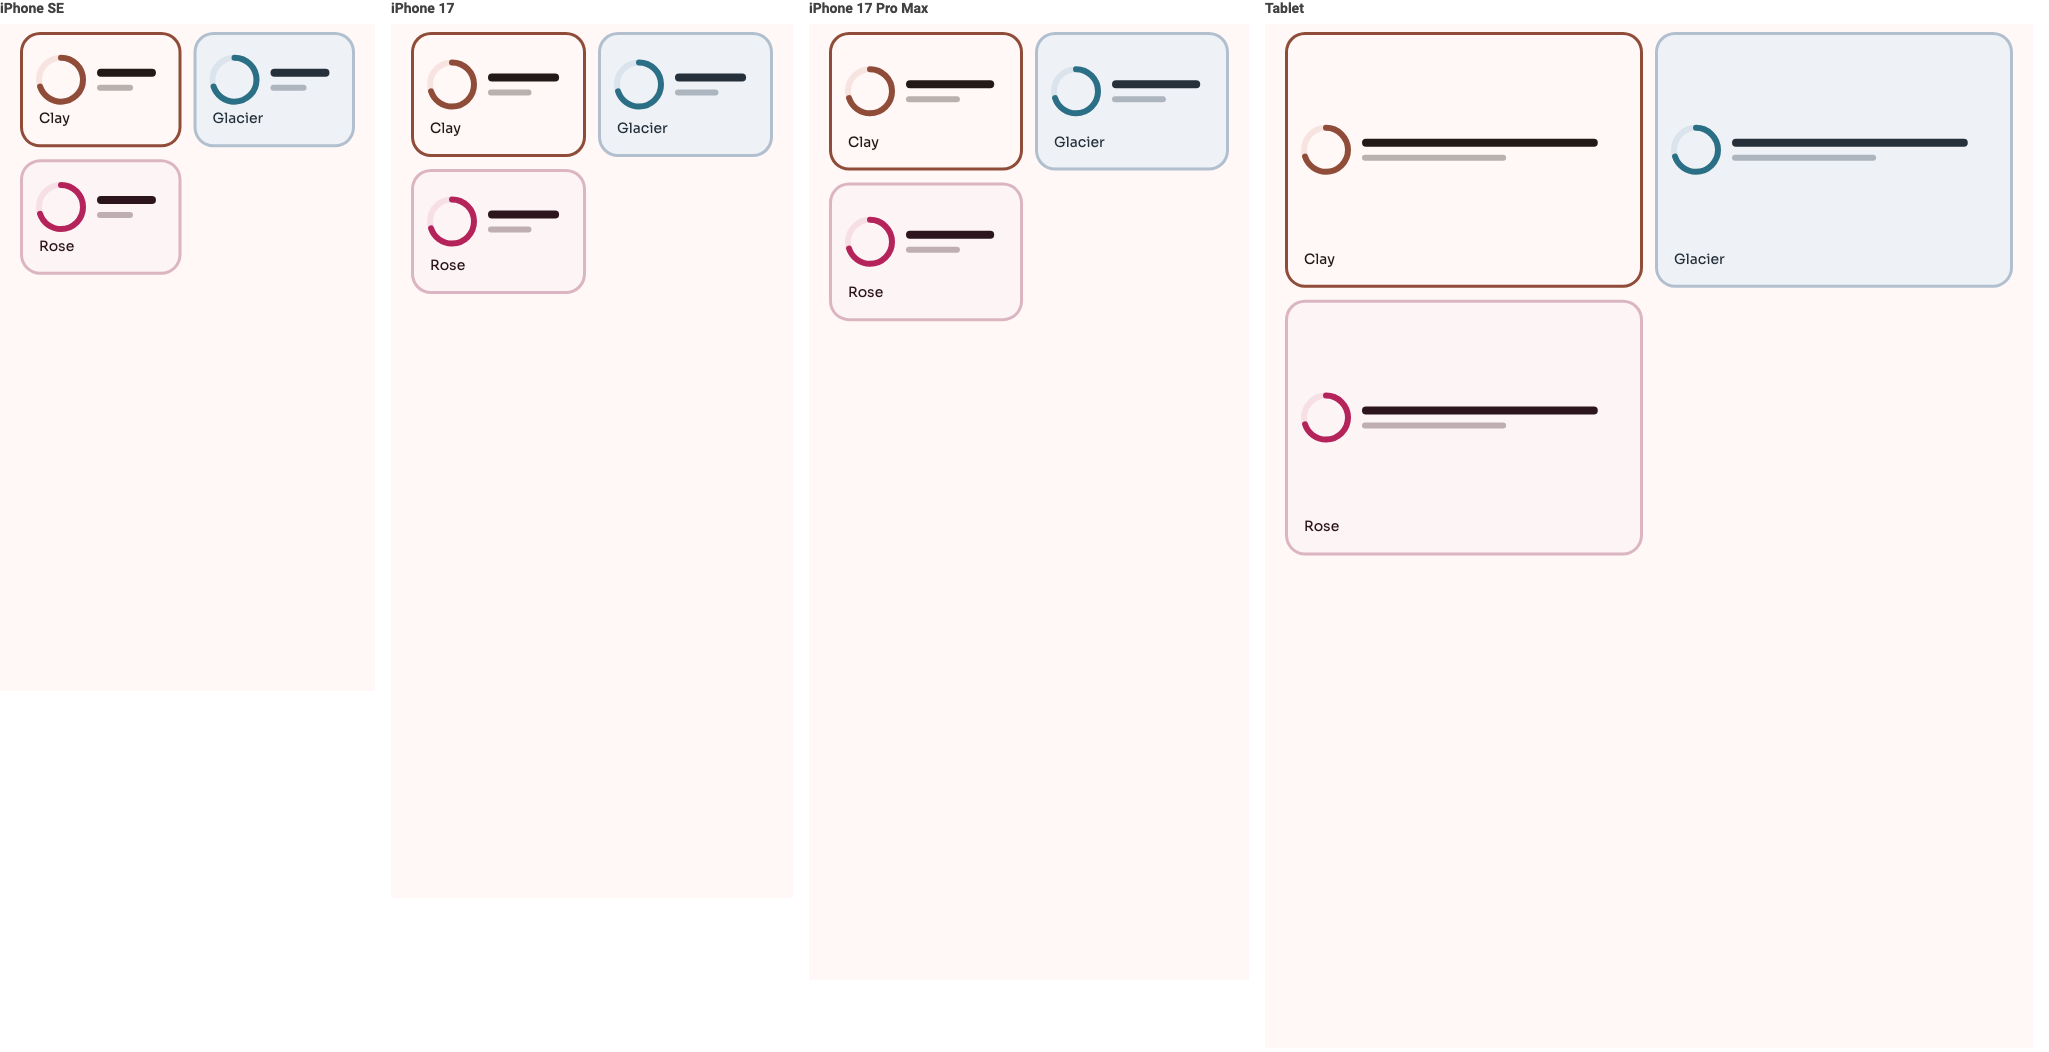 iPhone SE
iPhone 17
iPhone 17 Pro Max
Tablet
Clay
Glacier
Rose
Clay
Glacier
Rose
Clay
Glacier
Rose
Clay
Glacier
Rose